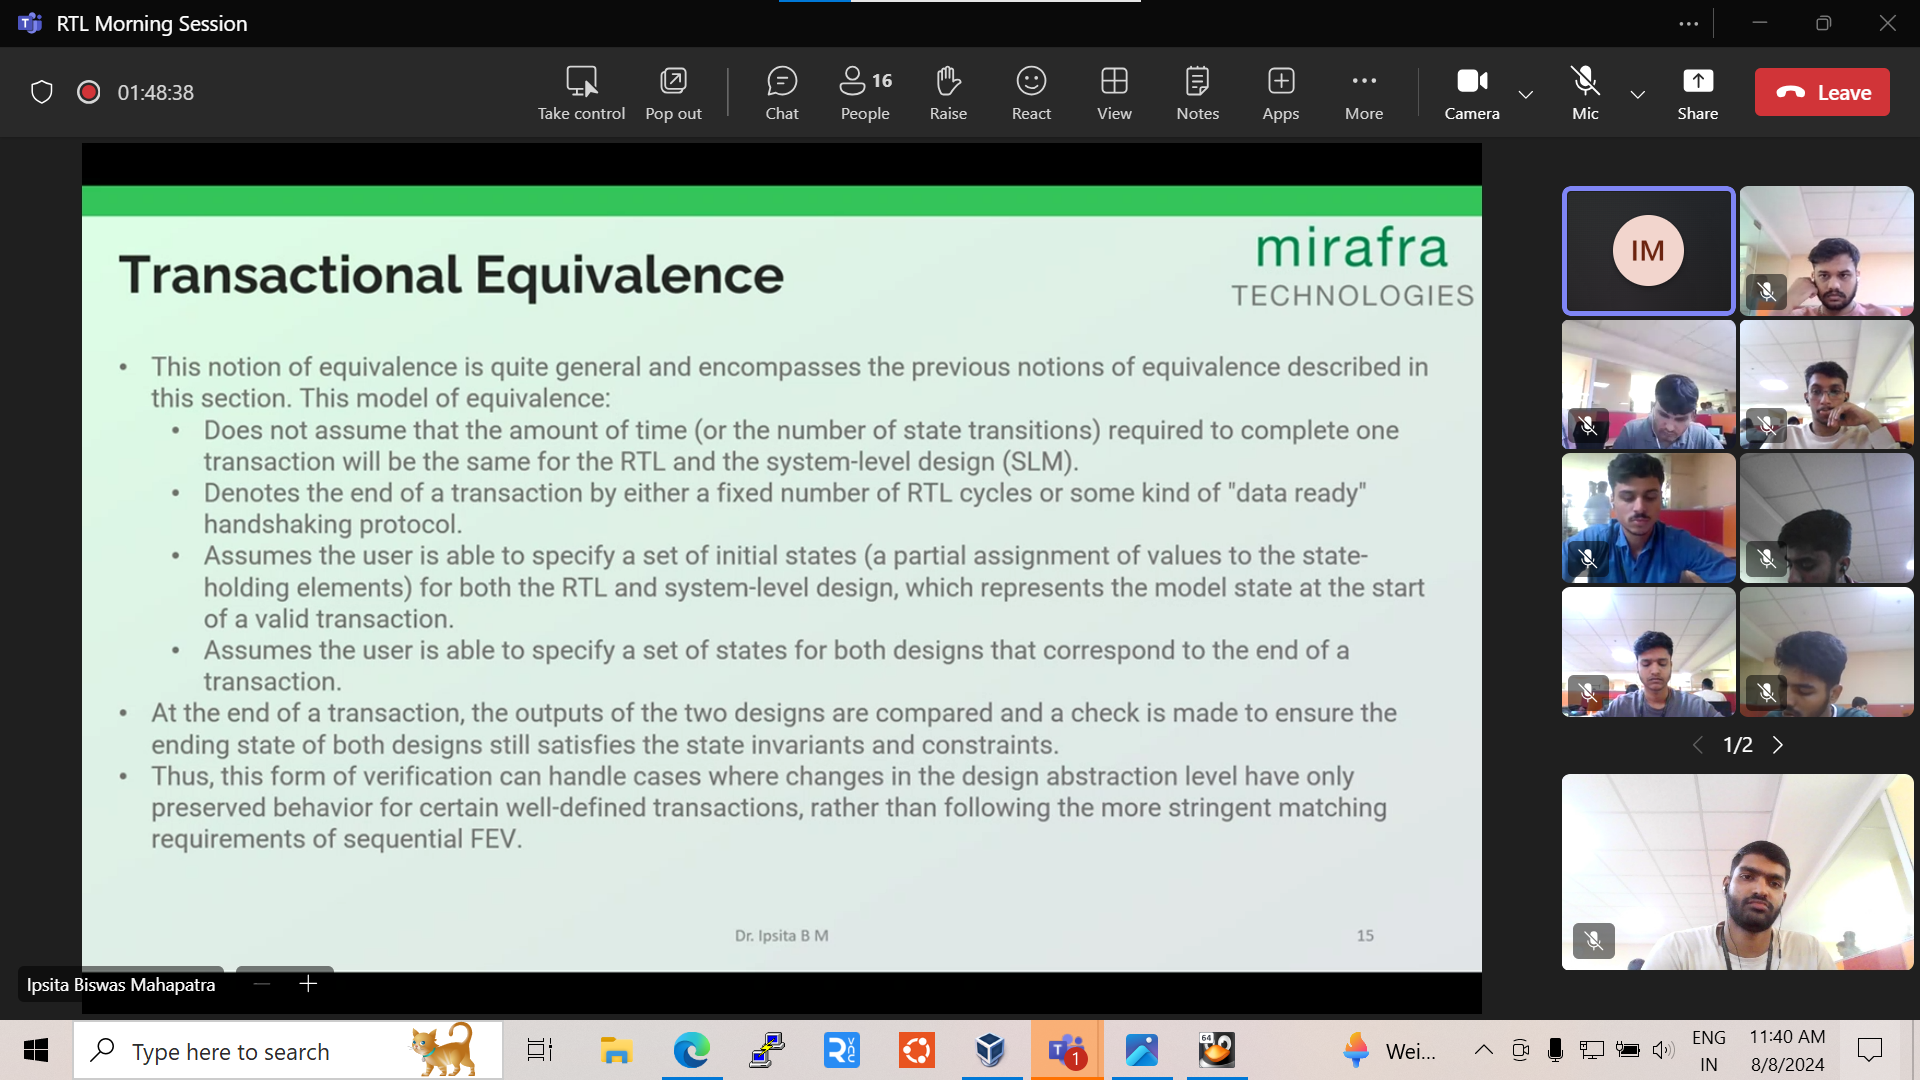 RTL Morning Session
01:48:38
Take control
Pop out
Chat
16
People
Raise
React
View
Notes
Apps
More
Camera
Mic
Share
Leave
mirafra
TECHNOLOGIES
Transactional Equivalence
• This notion of equivalence is quite general and encompasses the previous notions of equivalence described in
this section. This model of equivalence:
• Does not assume that the amount of time (or the number of state transitions) required to complete one
transaction will be the same for the RTL and the system-level design (SLM).
• Denotes the end of a transaction by either a fixed number of RTL cycles or some kind of "data ready"
handshaking protocol.
• Assumes the user is able to specify a set of initial states (a partial assignment of values to the state-
holding elements) for both the RTL and system-level design, which represents the model state at the start
of a valid transaction.
• Assumes the user is able to specify a set of states for both designs that correspond to the end of a
transaction.
• At the end of a transaction, the outputs of the two designs are compared and a check is made to ensure the
ending state of both designs still satisfies the state invariants and constraints.
• Thus, this form of verification can handle cases where changes in the design abstraction level have only
preserved behavior for certain well-defined transactions, rather than following the more stringent matching
requirements of sequential FEV.
Dr. Ipsita B M
15
IM
1/2
Ipsita Biswas Mahapatra
Type here to search
1
64
Wei...
ENG
IN
11:40 AM
8/8/2024